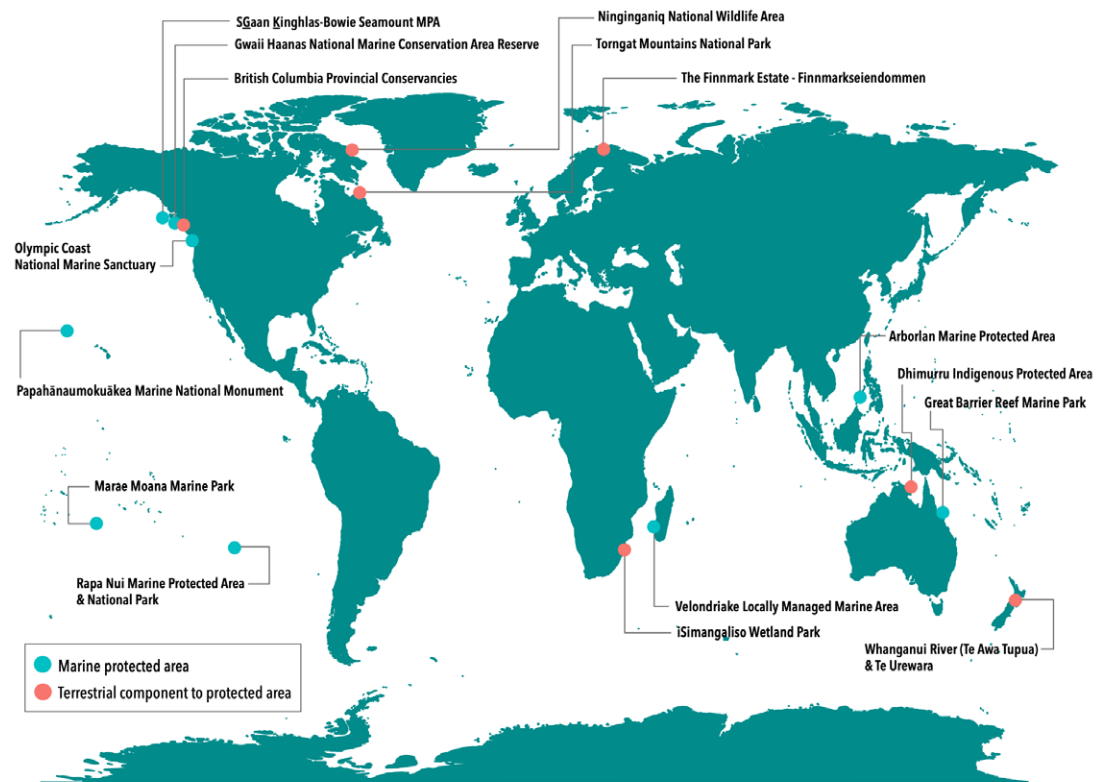 SG̲aan K̲inghlas-Bowie Seamount MPA
Gwaii Haanas National Marine Conservation Area Reserve
British Columbia Provincial Conservancies
Ninginganiq National Wildlife Area
Torngat Mountains National Park
The Finnmark Estate - Finnmarkseiendommen
Olympic Coast
National Marine Sanctuary
Papahānaumokuākea Marine National Monument
Arborlan Marine Protected Area
Dhimurru Indigenous Protected Area
Great Barrier Reef Marine Park
Marae Moana Marine Park
Rapa Nui Marine Protected Area
& National Park
Velondriake Locally Managed Marine Area
iSimangaliso Wetland Park
Whanganui River (Te Awa Tupua)
& Te Urewara
Marine protected area
Terrestrial component to protected area